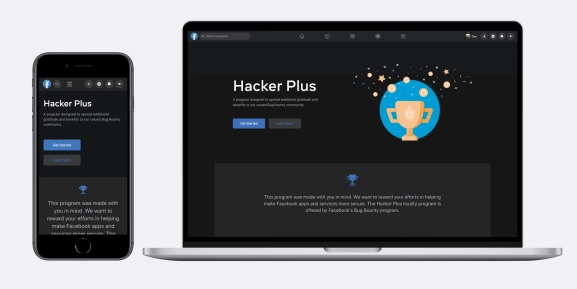 Hacker Plus
A program designed to spread additional
gratitude and benefits to our valued Bug Bounty
community.
Get Started
Learn More
This program was made with
you in mind. We want to
reward your efforts in helping
make Facebook apps and
services more secure. The
Hacker Plus
A program designed to spread additional gratitude and
benefits to our valued Bug Bounty community.
Get Started
Learn More
This program was made with you in mind. We want to reward your efforts in helping
make Facebook apps and services more secure. The Hacker Plus loyalty program is
offered by Facebook's Bug Bounty program.